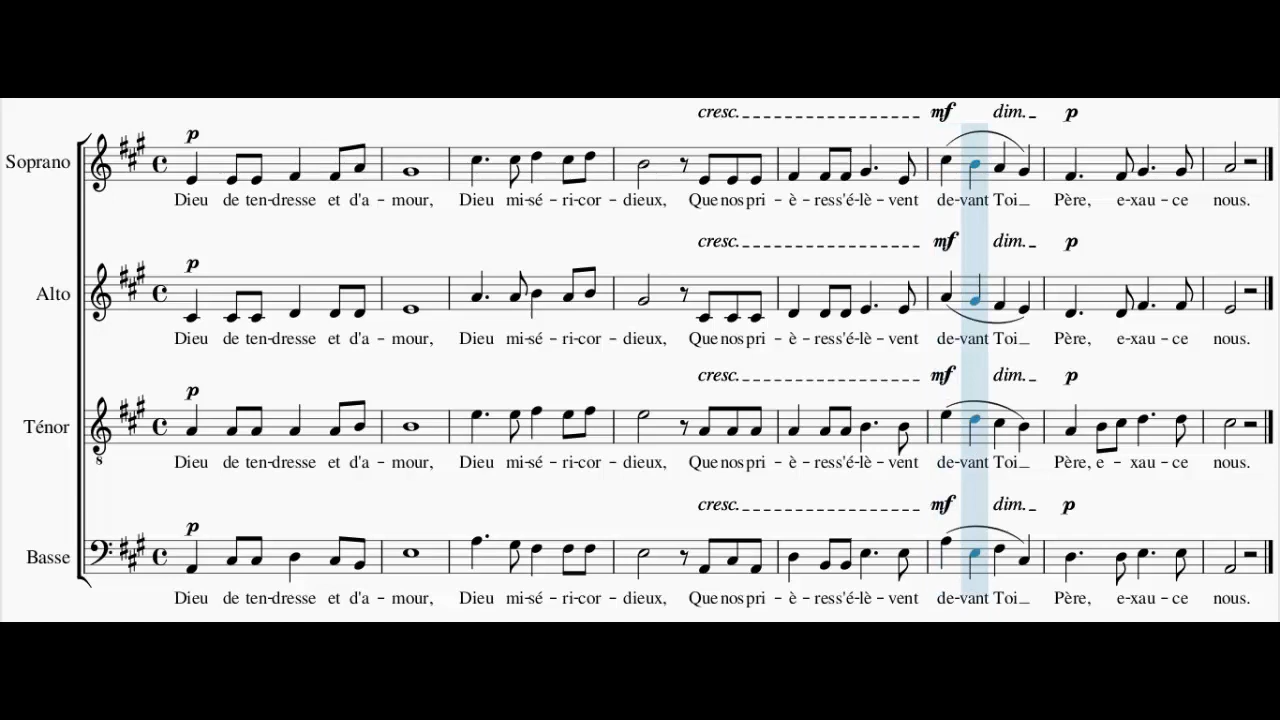 cresc. mf dim. p
p
Soprano
Dieu de ten-dresse et d'a-mour, Dieu mi-sé-ri-cor-dieux, Que nos pri-è-res s'é-lè-vent de-vant Toi_ Père, e-xau-ce nous.
cresc. mf dim. p
p
Alto
Dieu de ten-dresse et d'a-mour, Dieu mi-sé-ri-cor-dieux, Que nos pri-è-res s'é-lè-vent de-vant Toi_ Père, e-xau-ce nous.
cresc. mf dim. p
p
Ténor
8
Dieu de ten-dresse et d'a-mour, Dieu mi-sé-ri-cor-dieux, Que nos pri-è-res s'é-lè-vent de-vant Toi_ Père, e-xau-ce nous.
cresc. mf dim. p
p
Basse
Dieu de ten-dresse et d'a-mour, Dieu mi-sé-ri-cor-dieux, Que nos pri-è-res s'é-lè-vent de-vant Toi_ Père, e-xau-ce nous.